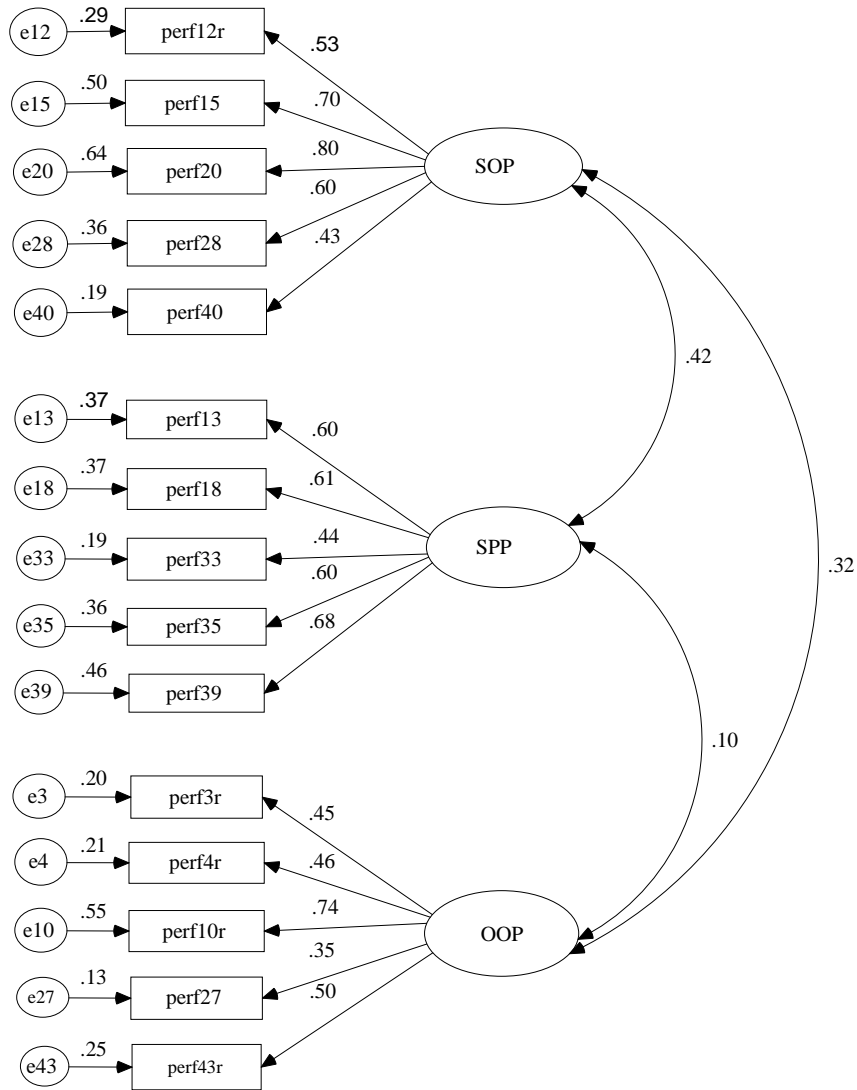 .29
e12
perf12r
.53
.50
e15
perf15
.70
.64
e20
perf20
.80
SOP
.36
e28
perf28
.60
.19
e40
perf40
.43
.42
.37
e13
perf13
.60
.37
e18
perf18
.61
.19
e33
perf33
.44
SPP
.32
.36
e35
perf35
.60
.46
e39
perf39
.68
.10
.20
e3
perf3r
.45
.21
e4
perf4r
.46
.55
e10
perf10r
.74
OOP
.13
e27
perf27
.35
.25
e43
perf43r
.50